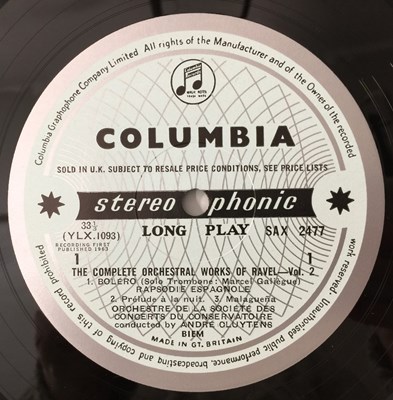 Columbia Graphophone Company Limited. All rights of the Manufacturer and of the Owner of the recorded work reserved. Unauthorised public performance, broadcasting and copying of this record prohibited
COLUMBIA
SOLD IN U.K. SUBJECT TO RESALE PRICE CONDITIONS, SEE PRICE LISTS
stereophonic
33⅓ LONG PLAY SAX 2477
(YLX.1093)
RECORDING FIRST
PUBLISHED 1963
1 1
THE COMPLETE ORCHESTRAL WORKS OF RAVEL—Vol. 2
1. BOLERO (Solo Trombone: Marcel Galiègue)
RAPSODIE ESPAGNOLE
2. Prélude à la nuit. 3. Malagueña
ORCHESTRE DE LA SOCIÉTÉ DES
CONCERTS DU CONSERVATOIRE
conducted by ANDRÉ CLUYTENS
BIEM
MADE IN GT. BRITAIN